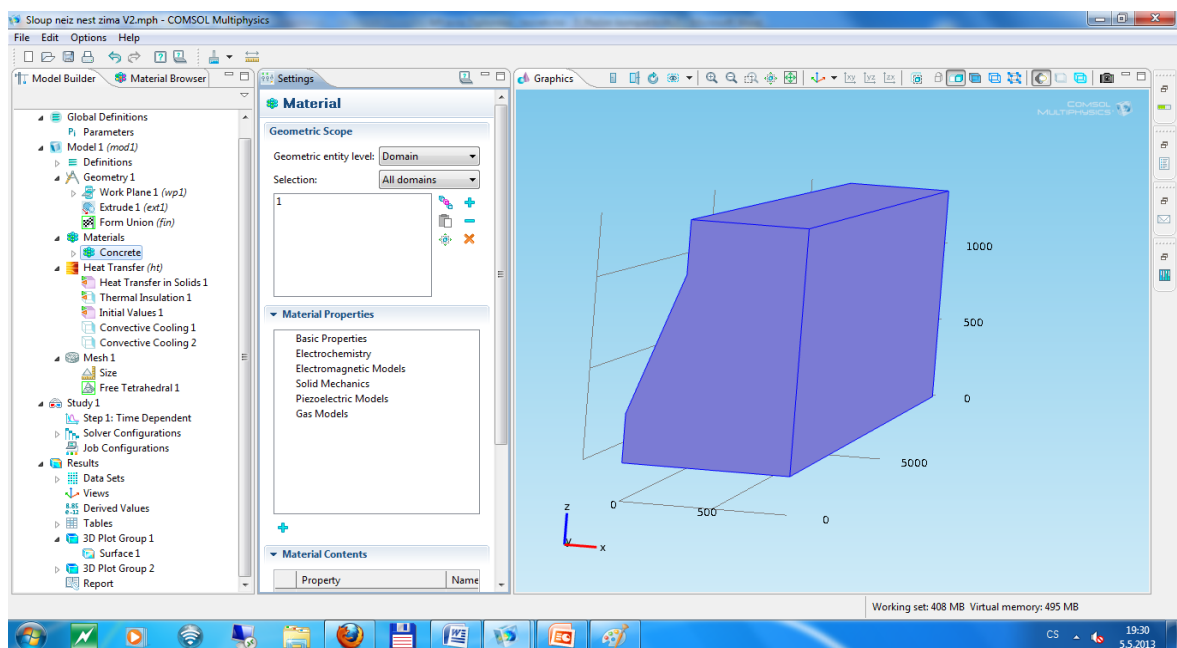 Sloup neiz nest zima V2.mph - COMSOL Multiphysics
File Edit Options Help
Model Builder Material Browser
Settings
Graphics
Material
Geometric Scope
Geometric entity level: Domain
Selection: All domains
1
Material Properties
Basic Properties
Electrochemistry
Electromagnetic Models
Solid Mechanics
Piezoelectric Models
Gas Models
Material Contents
Property Name
Global Definitions
Pi Parameters
Model 1 (mod1)
Definitions
Geometry 1
Work Plane 1 (wp1)
Extrude 1 (ext1)
Form Union (fin)
Materials
Concrete
Heat Transfer (ht)
Heat Transfer in Solids 1
Thermal Insulation 1
Initial Values 1
Convective Cooling 1
Convective Cooling 2
Mesh 1
Size
Free Tetrahedral 1
Study 1
Step 1: Time Dependent
Solver Configurations
Job Configurations
Results
Data Sets
Views
8.85 e-12 Derived Values
Tables
3D Plot Group 1
Surface 1
3D Plot Group 2
Report
xy yz zx
COMSOL
MULTIPHYSICS
1000
500
0
5000
0
500
0
z
y
x
Working set: 408 MB Virtual memory: 495 MB
CS 19:30
5.5.2013